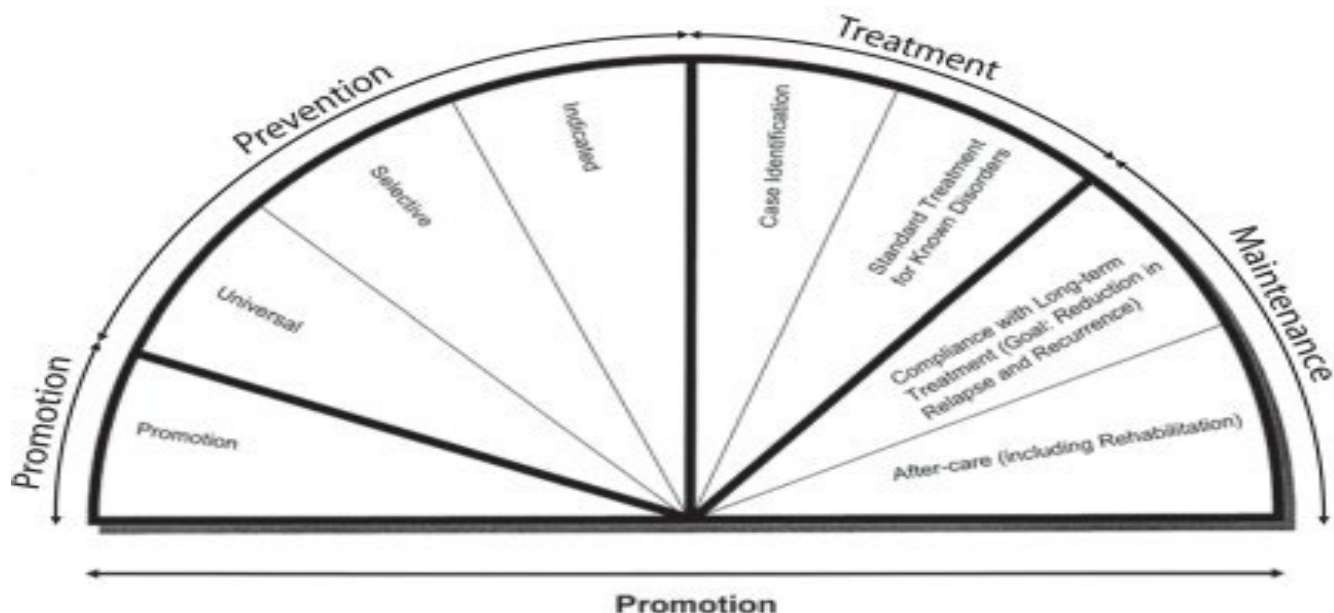 Promotion
Prevention
Treatment
Maintenance
Promotion
Universal
Selective
Indicated
Case Identification
Standard Treatment
for Known Disorders
Compliance with Long-term
Treatment (Goal: Reduction in
Relapse and Recurrence)
After-care (including Rehabilitation)
Promotion